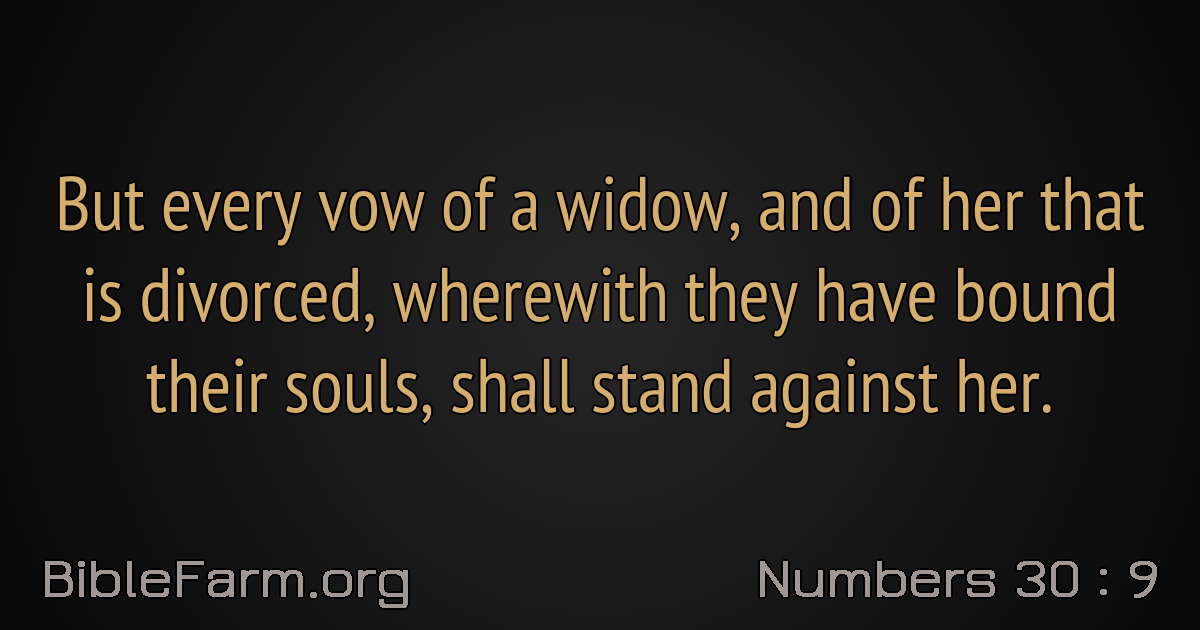 But every vow of a widow, and of her that
is divorced, wherewith they have bound
their souls, shall stand against her.
BibleFarm.org
Numbers 30 : 9